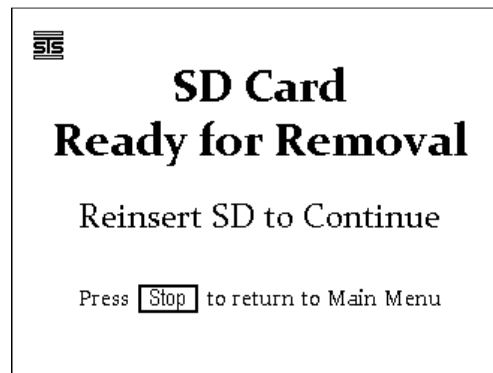 STS
SD Card
Ready for Removal
Reinsert SD to Continue
Press Stop to return to Main Menu